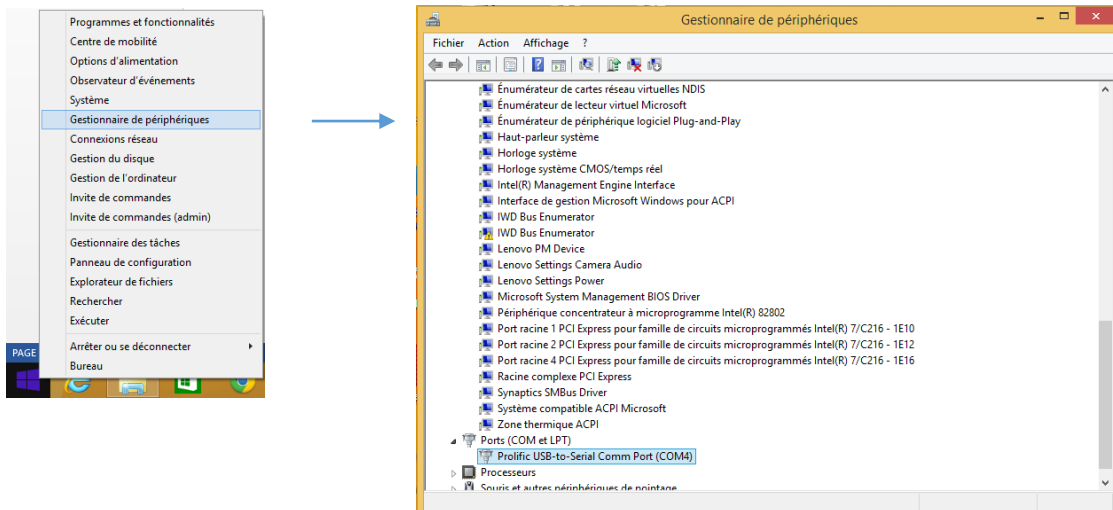 Programmes et fonctionnalités
Centre de mobilité
Options d'alimentation
Observateur d'événements
Système
Gestionnaire de périphériques
Connexions réseau
Gestion du disque
Gestion de l'ordinateur
Invite de commandes
Invite de commandes (admin)
Gestionnaire des tâches
Panneau de configuration
Explorateur de fichiers
Rechercher
Exécuter
Arrêter ou se déconnecter
Bureau
PAGE
Gestionnaire de périphériques
Fichier Action Affichage ?
Énumérateur de cartes réseau virtuelles NDIS
Énumérateur de lecteur virtuel Microsoft
Énumérateur de périphérique logiciel Plug-and-Play
Haut-parleur système
Horloge système
Horloge système CMOS/temps réel
Intel(R) Management Engine Interface
Interface de gestion Microsoft Windows pour ACPI
IWD Bus Enumerator
IWD Bus Enumerator
Lenovo PM Device
Lenovo Settings Camera Audio
Lenovo Settings Power
Microsoft System Management BIOS Driver
Périphérique concentrateur à microprogramme Intel(R) 82802
Port racine 1 PCI Express pour famille de circuits microprogrammés Intel(R) 7/C216 - 1E10
Port racine 2 PCI Express pour famille de circuits microprogrammés Intel(R) 7/C216 - 1E12
Port racine 4 PCI Express pour famille de circuits microprogrammés Intel(R) 7/C216 - 1E16
Racine complexe PCI Express
Synaptics SMBus Driver
Système compatible ACPI Microsoft
Zone thermique ACPI
Ports (COM et LPT)
Prolific USB-to-Serial Comm Port (COM4)
Processeurs
Souris et autres périphériques de pointage